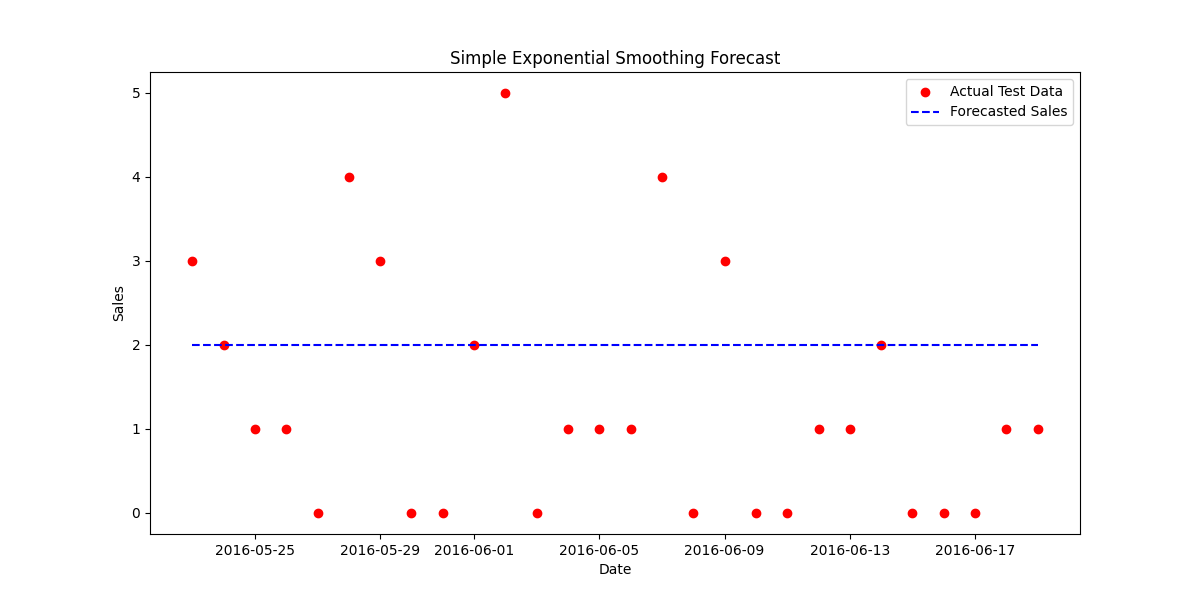 Simple Exponential Smoothing Forecast
Actual Test Data
Forecasted Sales
Sales
5
4
3
2
1
0
2016-05-25 2016-05-29 2016-06-01 2016-06-05 2016-06-09 2016-06-13 2016-06-17
Date